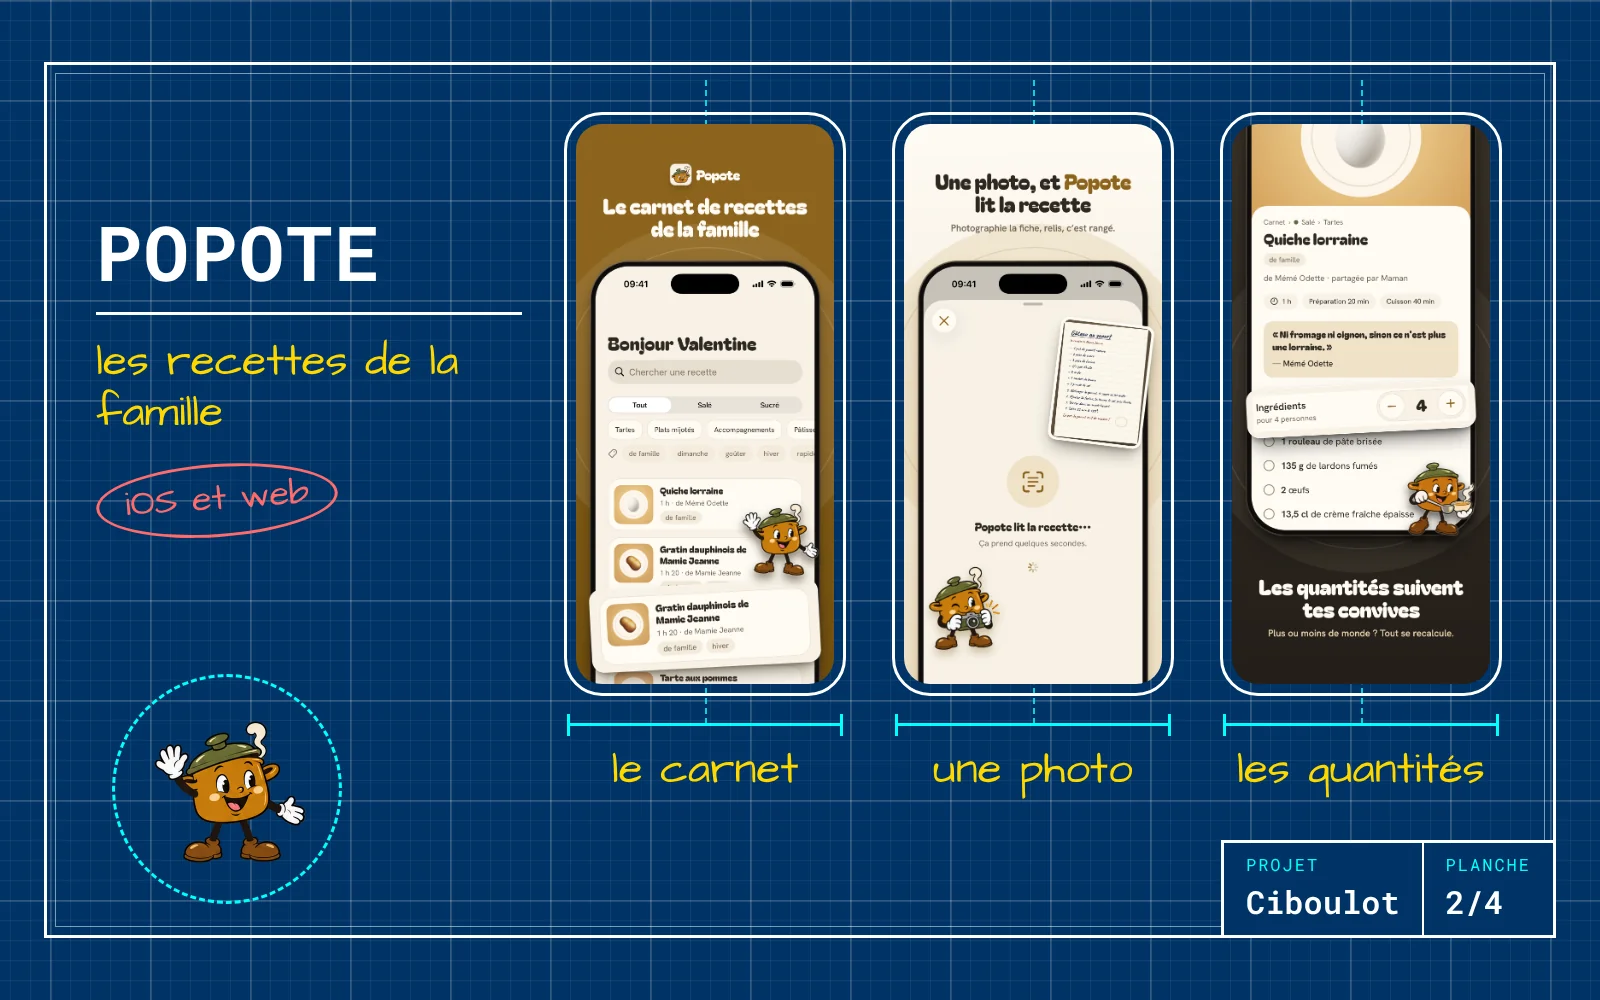 POPOTE
les recettes de la
famille
iOS et web
Popote
Le carnet de recettes
de la famille
09:41
Bonjour Valentine
Chercher une recette
Tout Salé Sucré
Tartes Plats mijotés Accompagnements
de famille dimanche goûter hiver
Quiche lorraine
1 h · de Mémé Odette
de famille
Gratin dauphinois de
Mamie Jeanne
1 h 20 · de Mamie Jeanne
Gratin dauphinois de
Mamie Jeanne
1 h 20 · de Mamie Jeanne
de famille hiver
Tarte aux pommes
le carnet
Une photo, et Popote
lit la recette
Photographie la fiche, relis, c'est rangé.
09:41
Popote lit la recette···
Ça prend quelques secondes.
une photo
Carnet › Salé › Tartes
Quiche lorraine
de famille
de Mémé Odette · partagée par Maman
1 h Préparation 20 min Cuisson 40 min
« Ni fromage ni oignon, sinon ce n'est plus
une lorraine. »
— Mémé Odette
Ingrédients
pour 4 personnes
− 4 +
1 rouleau de pâte brisée
135 g de lardons fumés
2 œufs
13,5 cl de crème fraîche épaisse
Les quantités suivent
tes convives
Plus ou moins de monde ? Tout se recalcule.
les quantités
PROJET
Ciboulot
PLANCHE
2/4